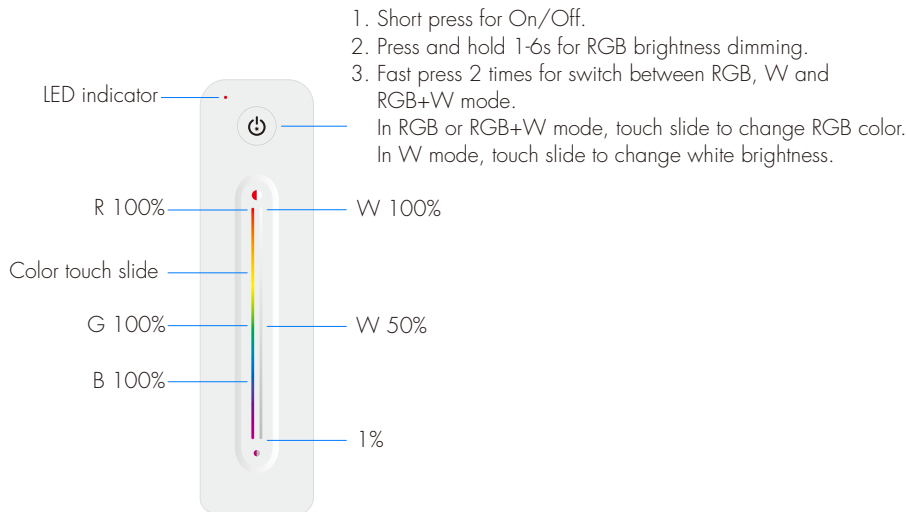 1. Short press for On/Off.
2. Press and hold 1-6s for RGB brightness dimming.
3. Fast press 2 times for switch between RGB, W and
RGB+W mode.
In RGB or RGB+W mode, touch slide to change RGB color.
In W mode, touch slide to change white brightness.
LED indicator
R 100%
W 100%
Color touch slide
G 100%
W 50%
B 100%
1%